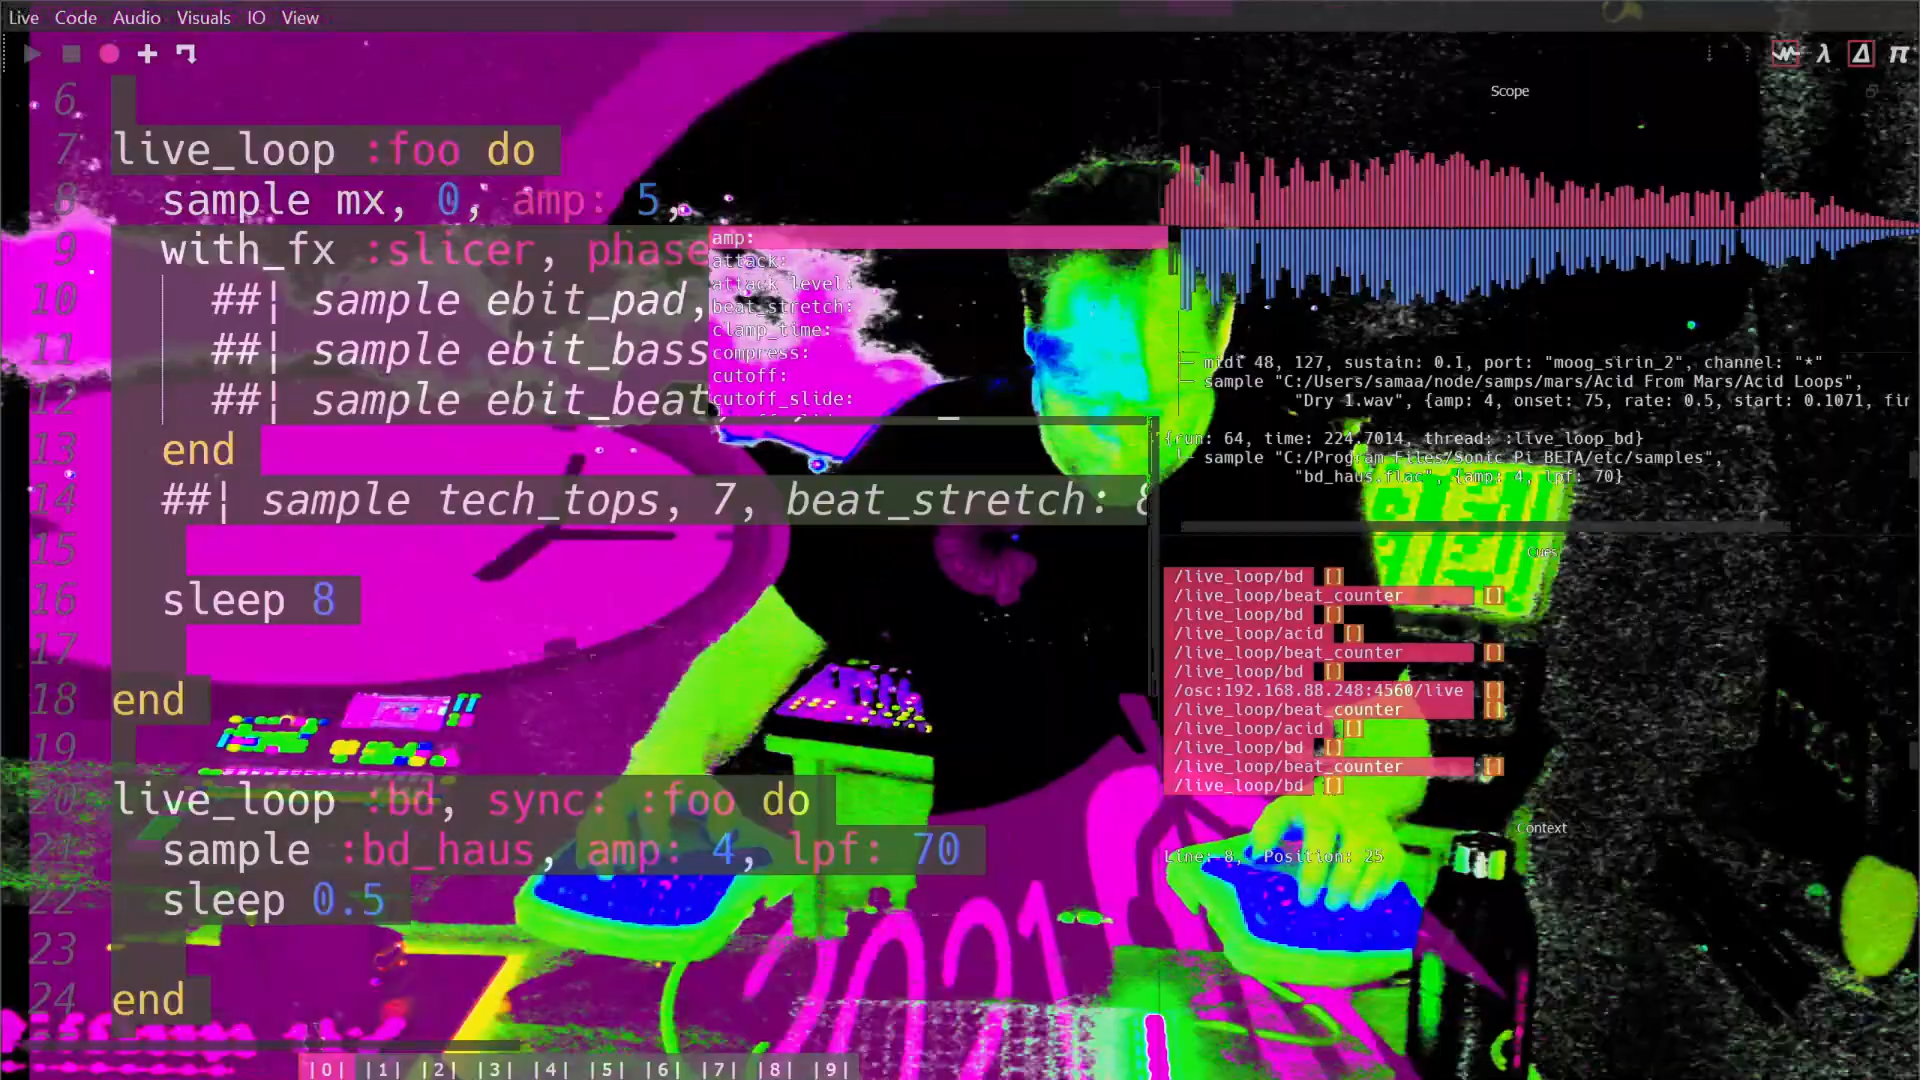 Live Code Audio Visuals IO View
Scope
6
7 live_loop :foo do
8 sample mx, 0, amp: 5,
9 with_fx :slicer, phase
10 ##| sample ebit_pad,
11 ##| sample ebit_bass
12 ##| sample ebit_beat
13 end
14 ##| sample tech_tops, 7, beat_stretch: 8
15
16 sleep 8
17
18 end
19
20 live_loop :bd, sync: :foo do
21 sample :bd_haus, amp: 4, lpf: 70
22 sleep 0.5
23
24 end
amp:
attack:
attack_level:
beat_stretch:
clamp_time:
compress:
cutoff:
cutoff_slide:
midi 48, 127, sustain: 0.1, port: "moog_sirin_2", channel: "*"
sample "C:/Users/samaa/node/samps/mars/Acid From Mars/Acid Loops",
"Dry 1.wav", {amp: 4, onset: 75, rate: 0.5, start: 0.1071, fin
{run: 64, time: 224.7014, thread: :live_loop_bd}
sample "C:/Program Files/Sonic Pi BETA/etc/samples",
"bd_haus.flac", {amp: 4, lpf: 70}
Cues
/live_loop/bd []
/live_loop/beat_counter []
/live_loop/bd []
/live_loop/acid []
/live_loop/beat_counter []
/live_loop/bd []
/osc:192.168.88.248:4560/live []
/live_loop/beat_counter []
/live_loop/acid []
/live_loop/bd []
/live_loop/beat_counter []
/live_loop/bd []
Context
Line: 8, Position: 25
2021
|0| |1| |2| |3| |4| |5| |6| |7| |8| |9|